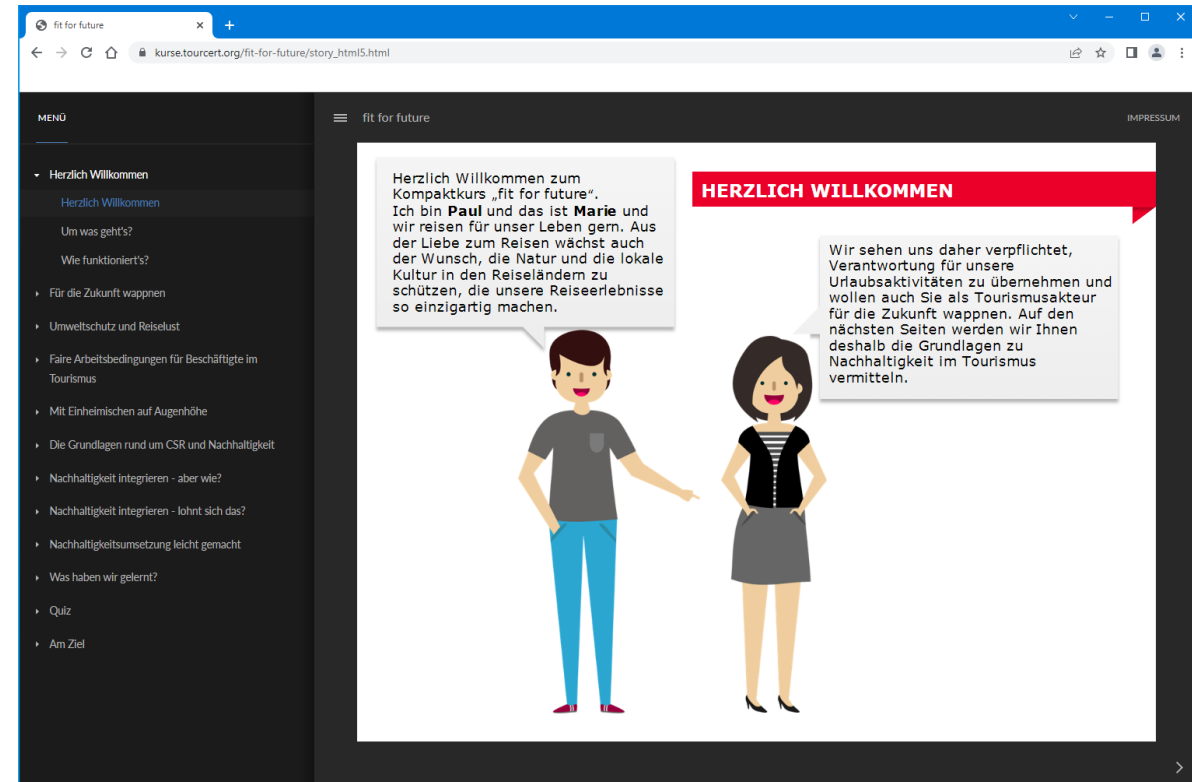 fit for future
kurse.tourcert.org/fit-for-future/story_html5.html
MENÜ
Herzlich Willkommen
Herzlich Willkommen
Um was geht's?
Wie funktioniert's?
Für die Zukunft wappnen
Umweltschutz und Reiselust
Faire Arbeitsbedingungen für Beschäftigte im
Tourismus
Mit Einheimischen auf Augenhöhe
Die Grundlagen rund um CSR und Nachhaltigkeit
Nachhaltigkeit integrieren - aber wie?
Nachhaltigkeit integrieren - lohnt sich das?
Nachhaltigkeitsumsetzung leicht gemacht
Was haben wir gelernt?
Quiz
Am Ziel
fit for future
IMPRESSUM
Herzlich Willkommen zum
Kompaktkurs „fit for future“.
Ich bin Paul und das ist Marie und
wir reisen für unser Leben gern. Aus
der Liebe zum Reisen wächst auch
der Wunsch, die Natur und die lokale
Kultur in den Reiseländern zu
schützen, die unsere Reiseerlebnisse
so einzigartig machen.
HERZLICH WILLKOMMEN
Wir sehen uns daher verpflichtet,
Verantwortung für unsere
Urlaubsaktivitäten zu übernehmen und
wollen auch Sie als Tourismusakteur
für die Zukunft wappnen. Auf den
nächsten Seiten werden wir Ihnen
deshalb die Grundlagen zu
Nachhaltigkeit im Tourismus
vermitteln.